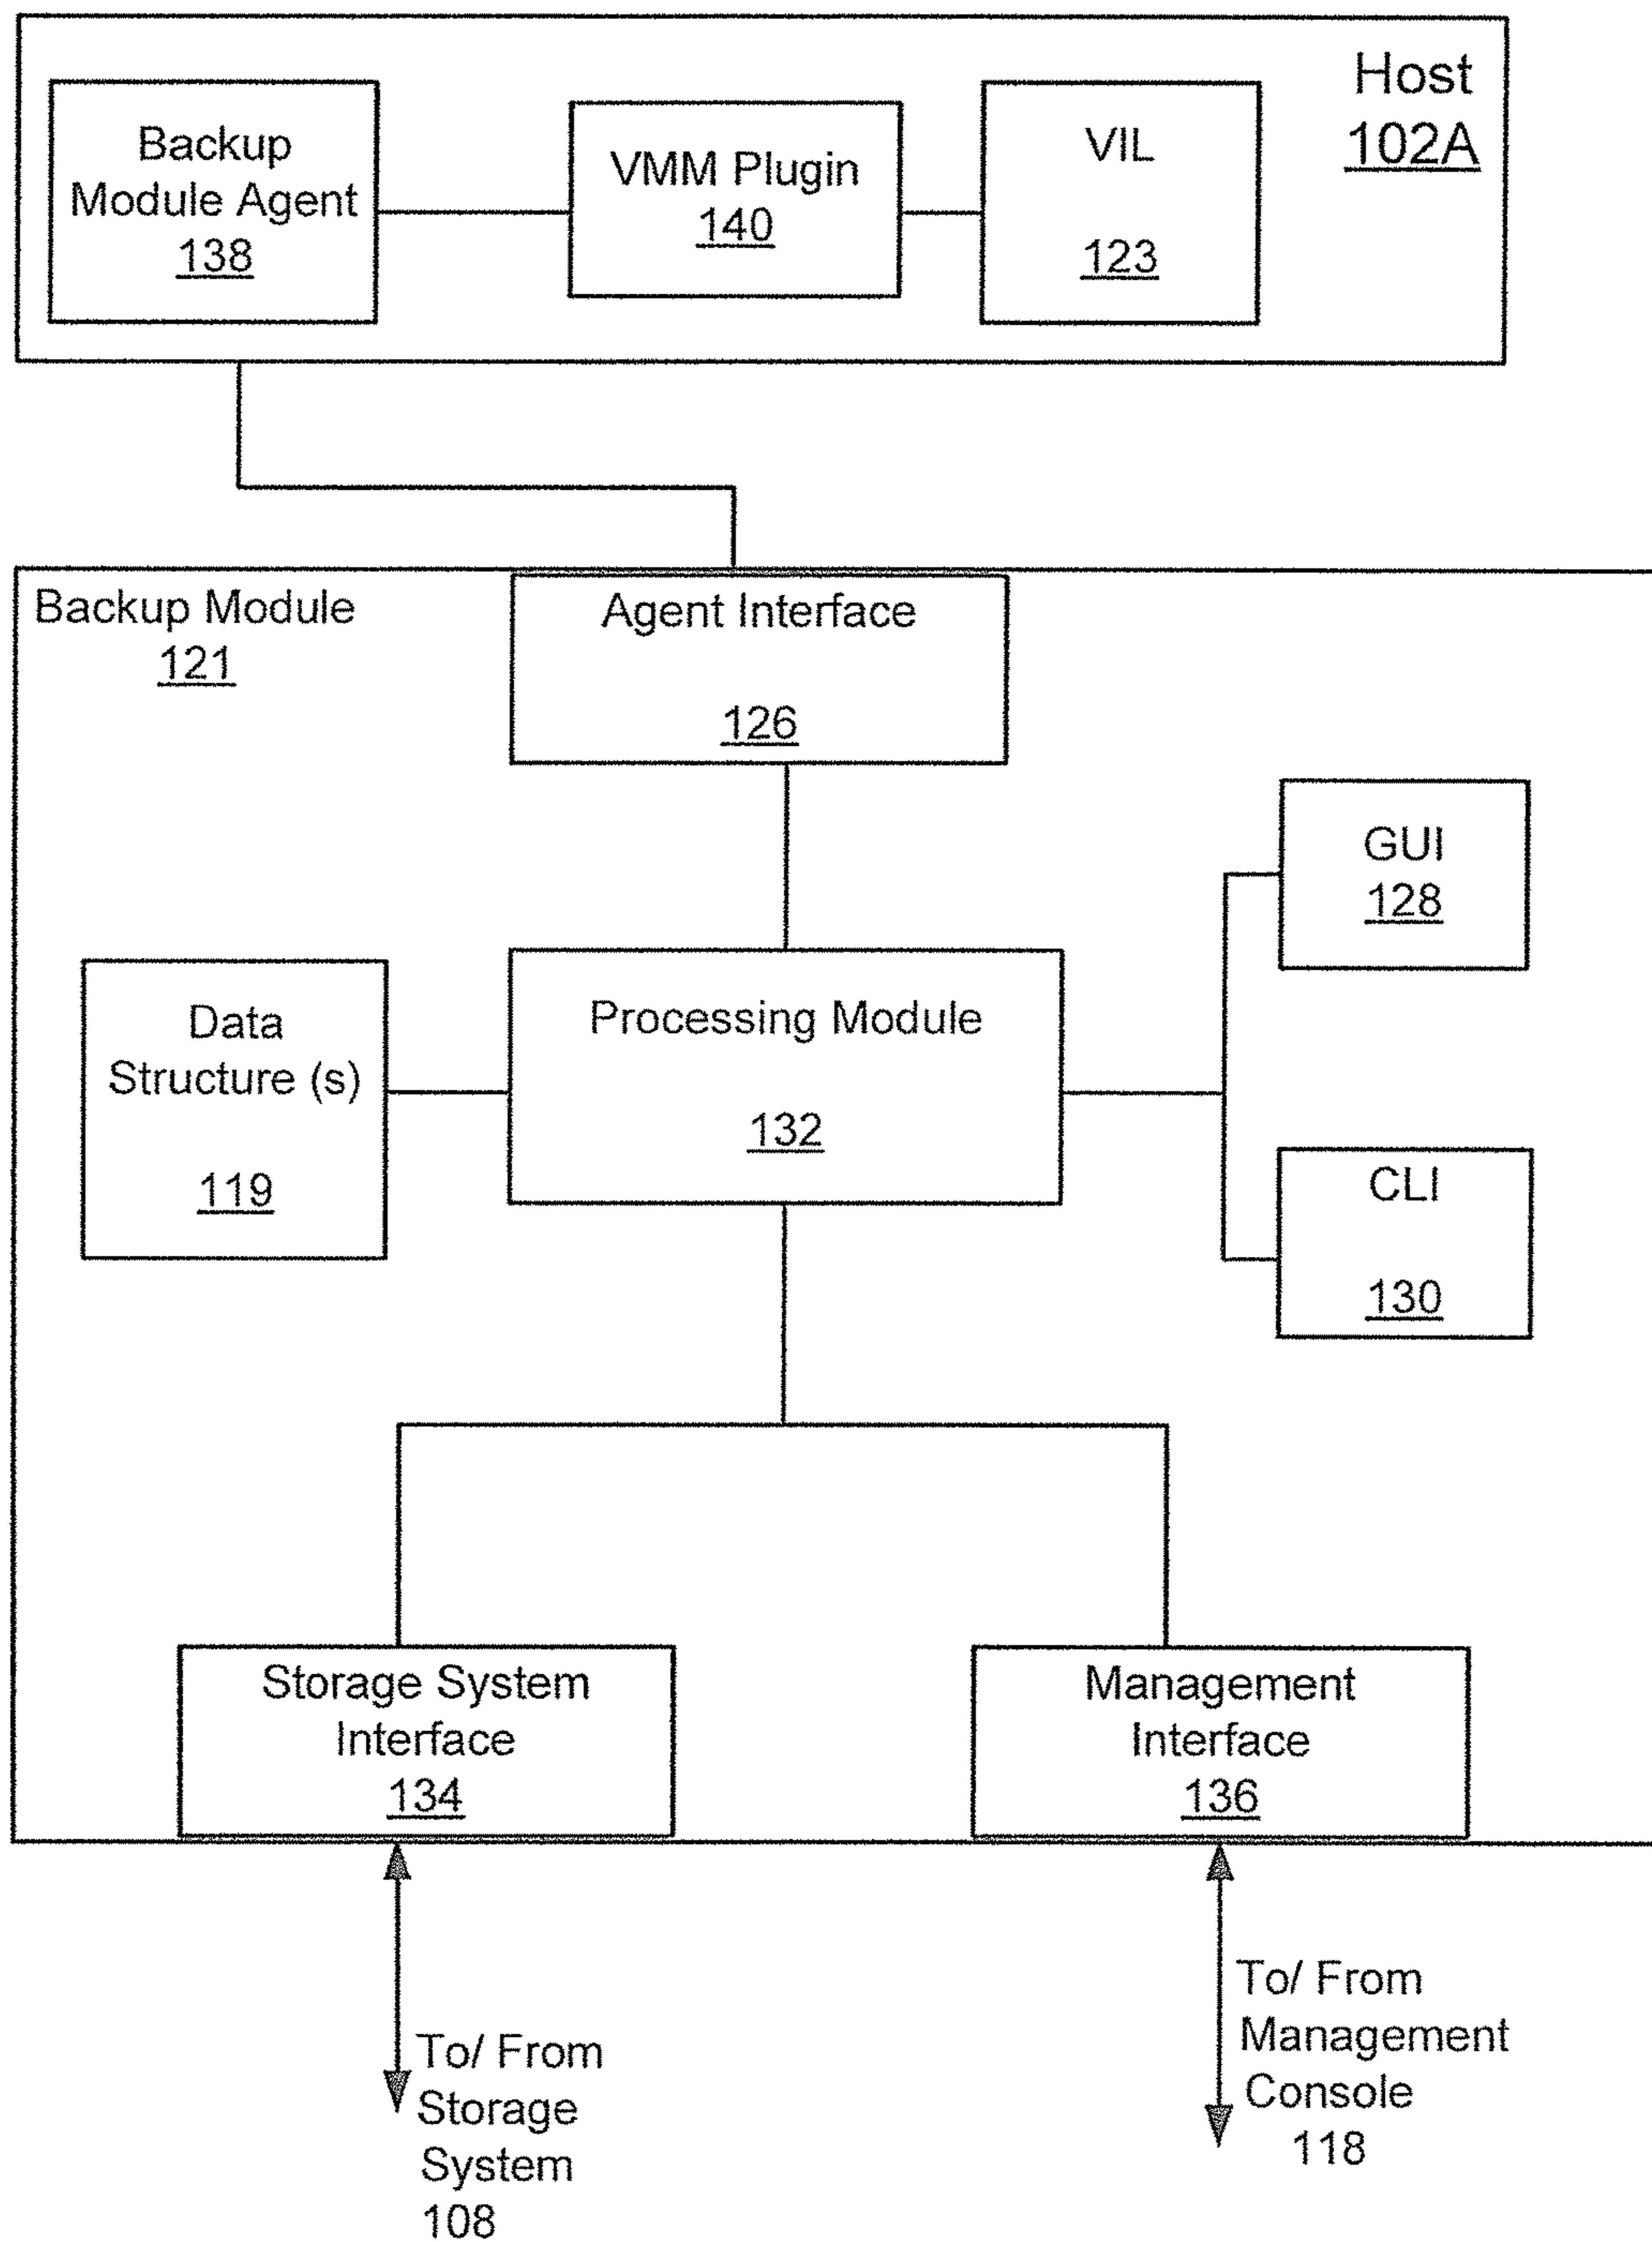 Host
102A
Backup
Module Agent
138
VMM Plugin
140
VIL
123
Backup Module
121
Agent Interface
126
GUI
128
Data
Structure (s)
119
Processing Module
132
CLI
130
Storage System
Interface
134
Management
Interface
136
To/ From
Storage
System
108
To/ From
Management
Console
118